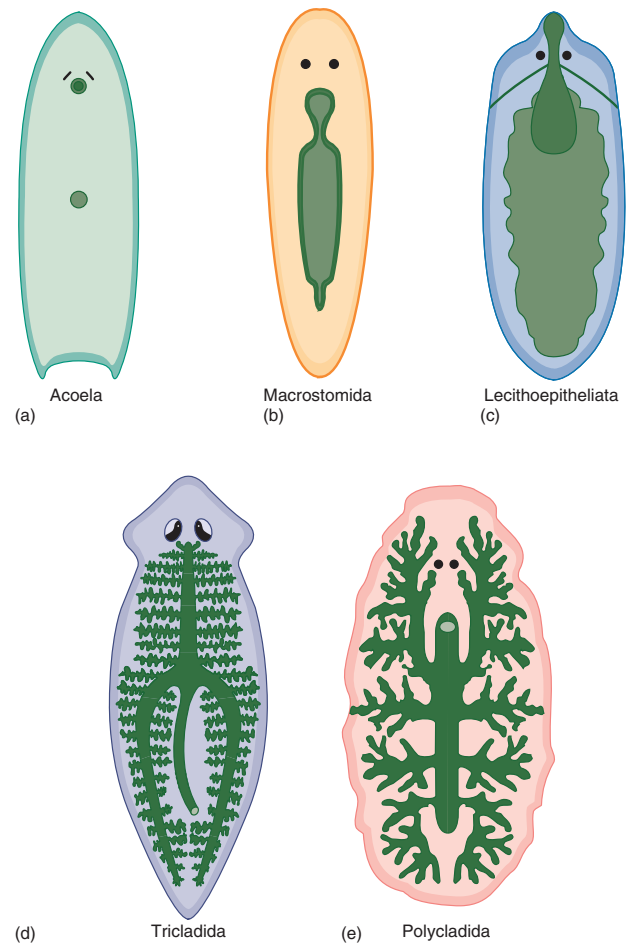 Acoela
(a)
Macrostomida
(b)
Lecithoepitheliata
(c)
(d)
Tricladida
(e)
Polycladida